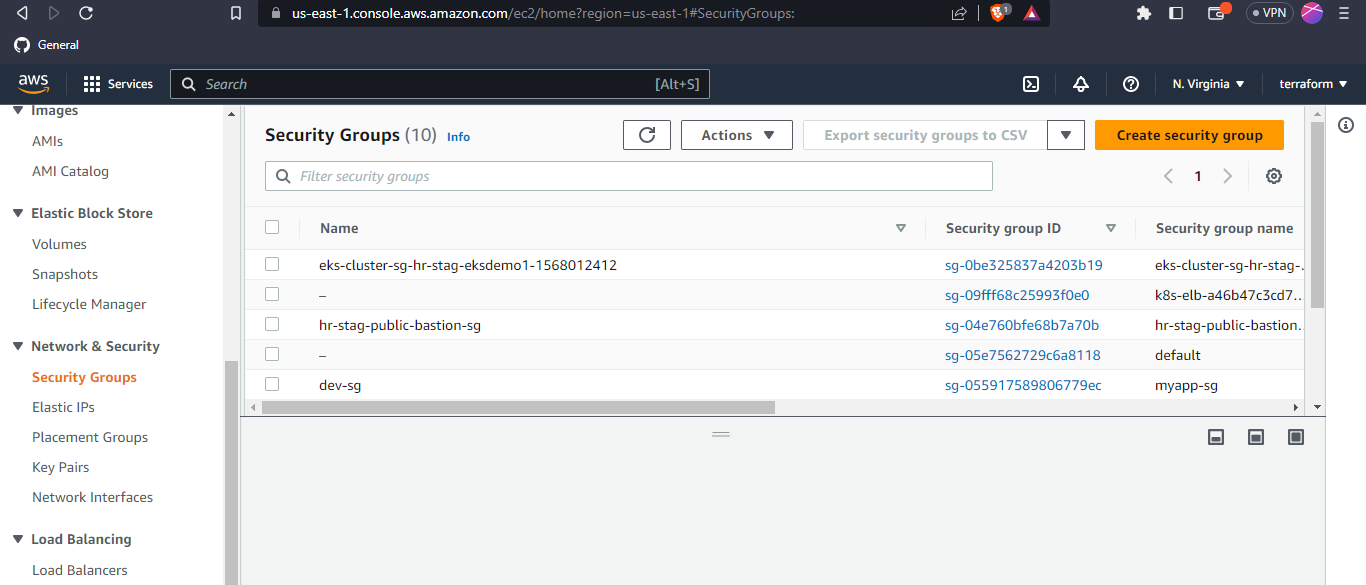 us-east-1.console.aws.amazon.com/ec2/home?region=us-east-1#SecurityGroups:
1
VPN
General
aws
Services
Search
[Alt+S]
N. Virginia
terraform
Images
AMIs
AMI Catalog
Elastic Block Store
Volumes
Snapshots
Lifecycle Manager
Network & Security
Security Groups
Elastic IPs
Placement Groups
Key Pairs
Network Interfaces
Load Balancing
Load Balancers
Security Groups (10) Info
Actions
Export security groups to CSV
Create security group
Filter security groups
1
Name Security group ID Security group name
eks-cluster-sg-hr-stag-eksdemo1-1568012412 sg-0be325837a4203b19 eks-cluster-sg-hr-stag-...
– sg-09fff68c25993f0e0 k8s-elb-a46b47c3cd7...
hr-stag-public-bastion-sg sg-04e760bfe68b7a70b hr-stag-public-bastion...
– sg-05e7562729c6a8118 default
dev-sg sg-055917589806779ec myapp-sg